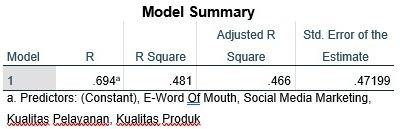 Model Summary
Adjusted R Std. Error of the
Model R R Square Square Estimate
1 .694ᵃ .481 .466 .47199
a. Predictors: (Constant), E-Word Of Mouth, Social Media Marketing,
Kualitas Pelayanan, Kualitas Produk